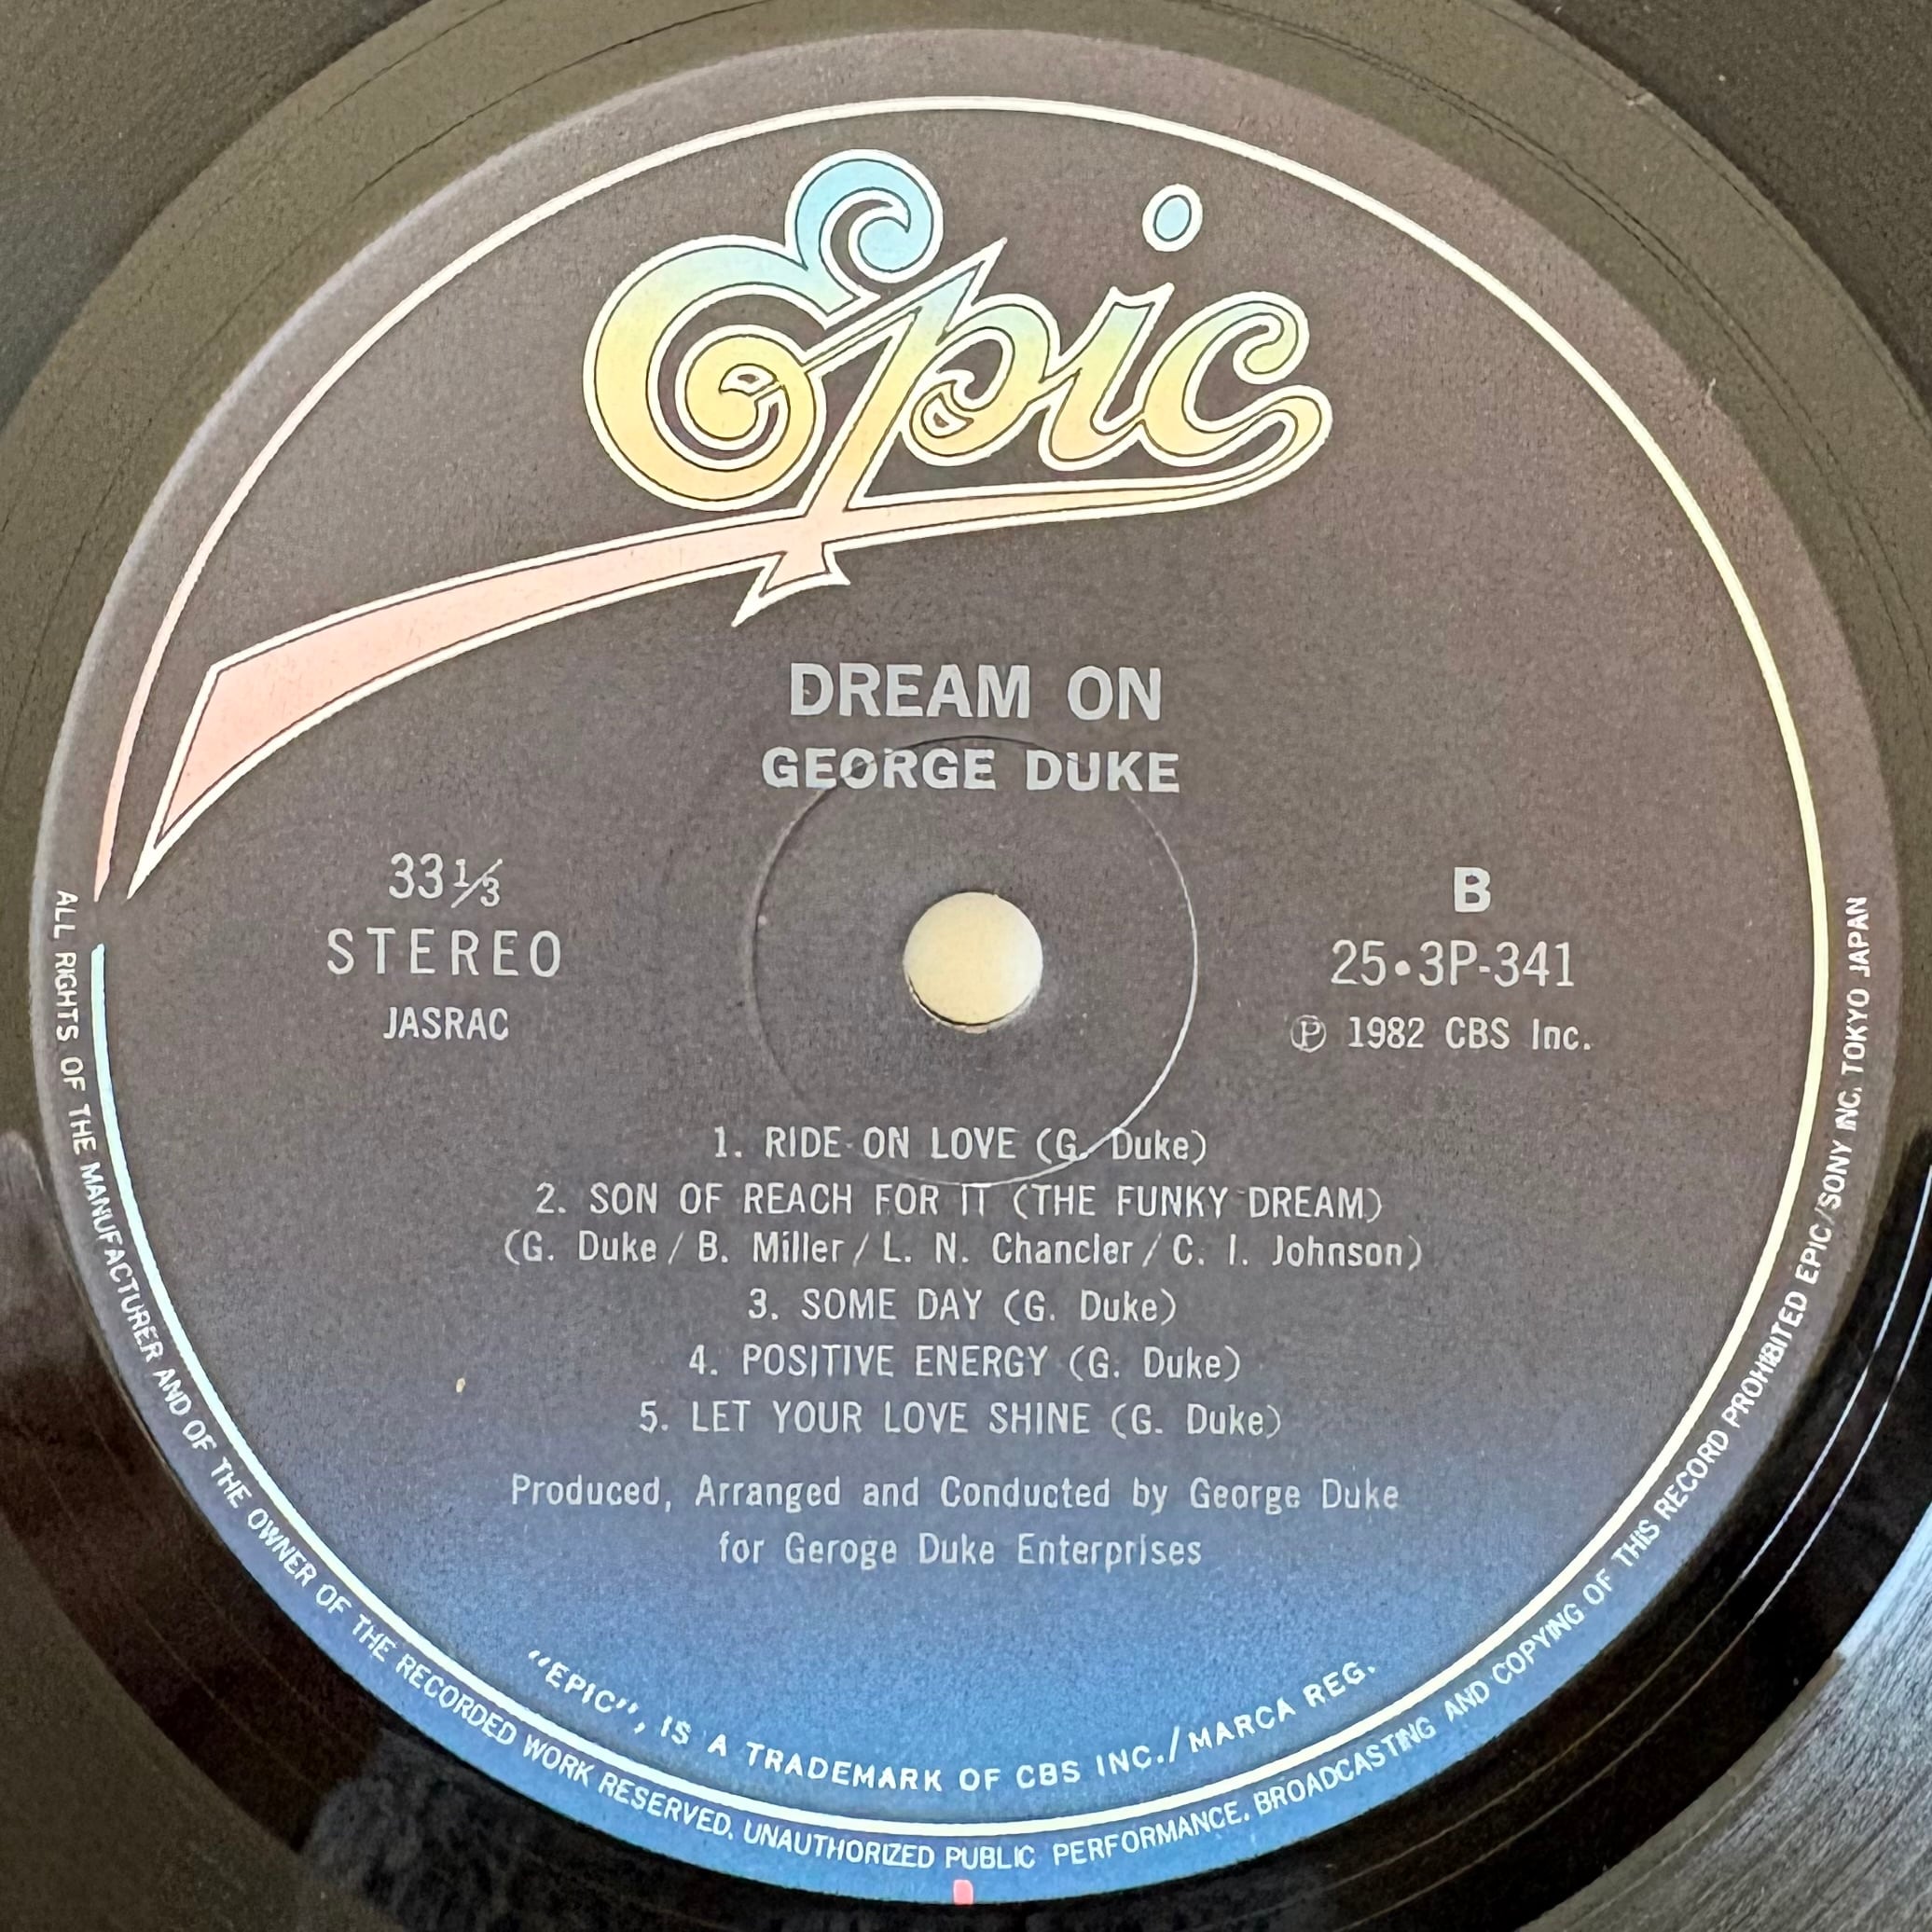 Epic
DREAM ON
GEORGE DUKE
33 1/3
STEREO
JASRAC
B
25•3P-341
Ⓟ 1982 CBS Inc.
1. RIDE ON LOVE (G. Duke)
2. SON OF REACH FOR IT (THE FUNKY DREAM)
(G. Duke / B. Miller / L. N. Chancler / C. I. Johnson)
3. SOME DAY (G. Duke)
4. POSITIVE ENERGY (G. Duke)
5. LET YOUR LOVE SHINE (G. Duke)
Produced, Arranged and Conducted by George Duke
for Geroge Duke Enterprises
"EPIC", IS A TRADEMARK OF CBS INC./MARCA REG.
ALL RIGHTS OF THE MANUFACTURER AND OF THE OWNER OF THE RECORDED WORK RESERVED. UNAUTHORIZED PUBLIC PERFORMANCE. BROADCASTING AND COPYING OF THIS RECORD PROHIBITED EPIC/SONY INC. TOKYO JAPAN